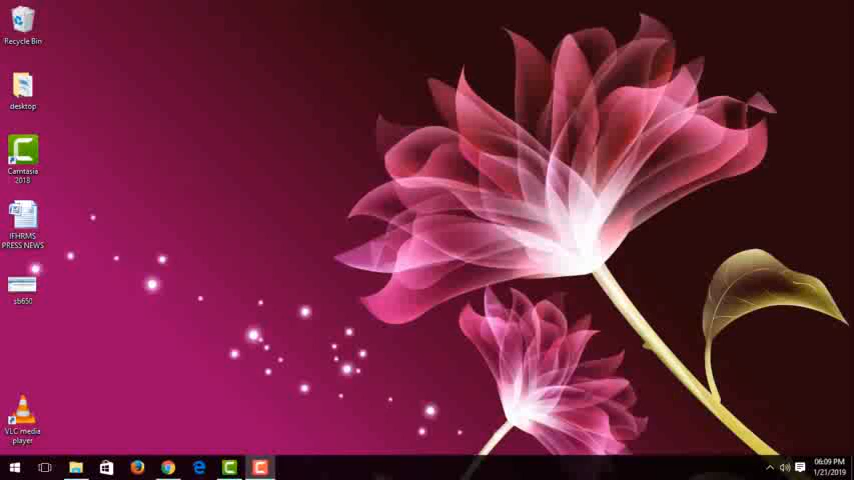 Recycle Bin
desktop
Camtasia
2018
IFHRMS
PRESS NEWS
sb650
VLC media
player
06:09 PM
1/21/2019